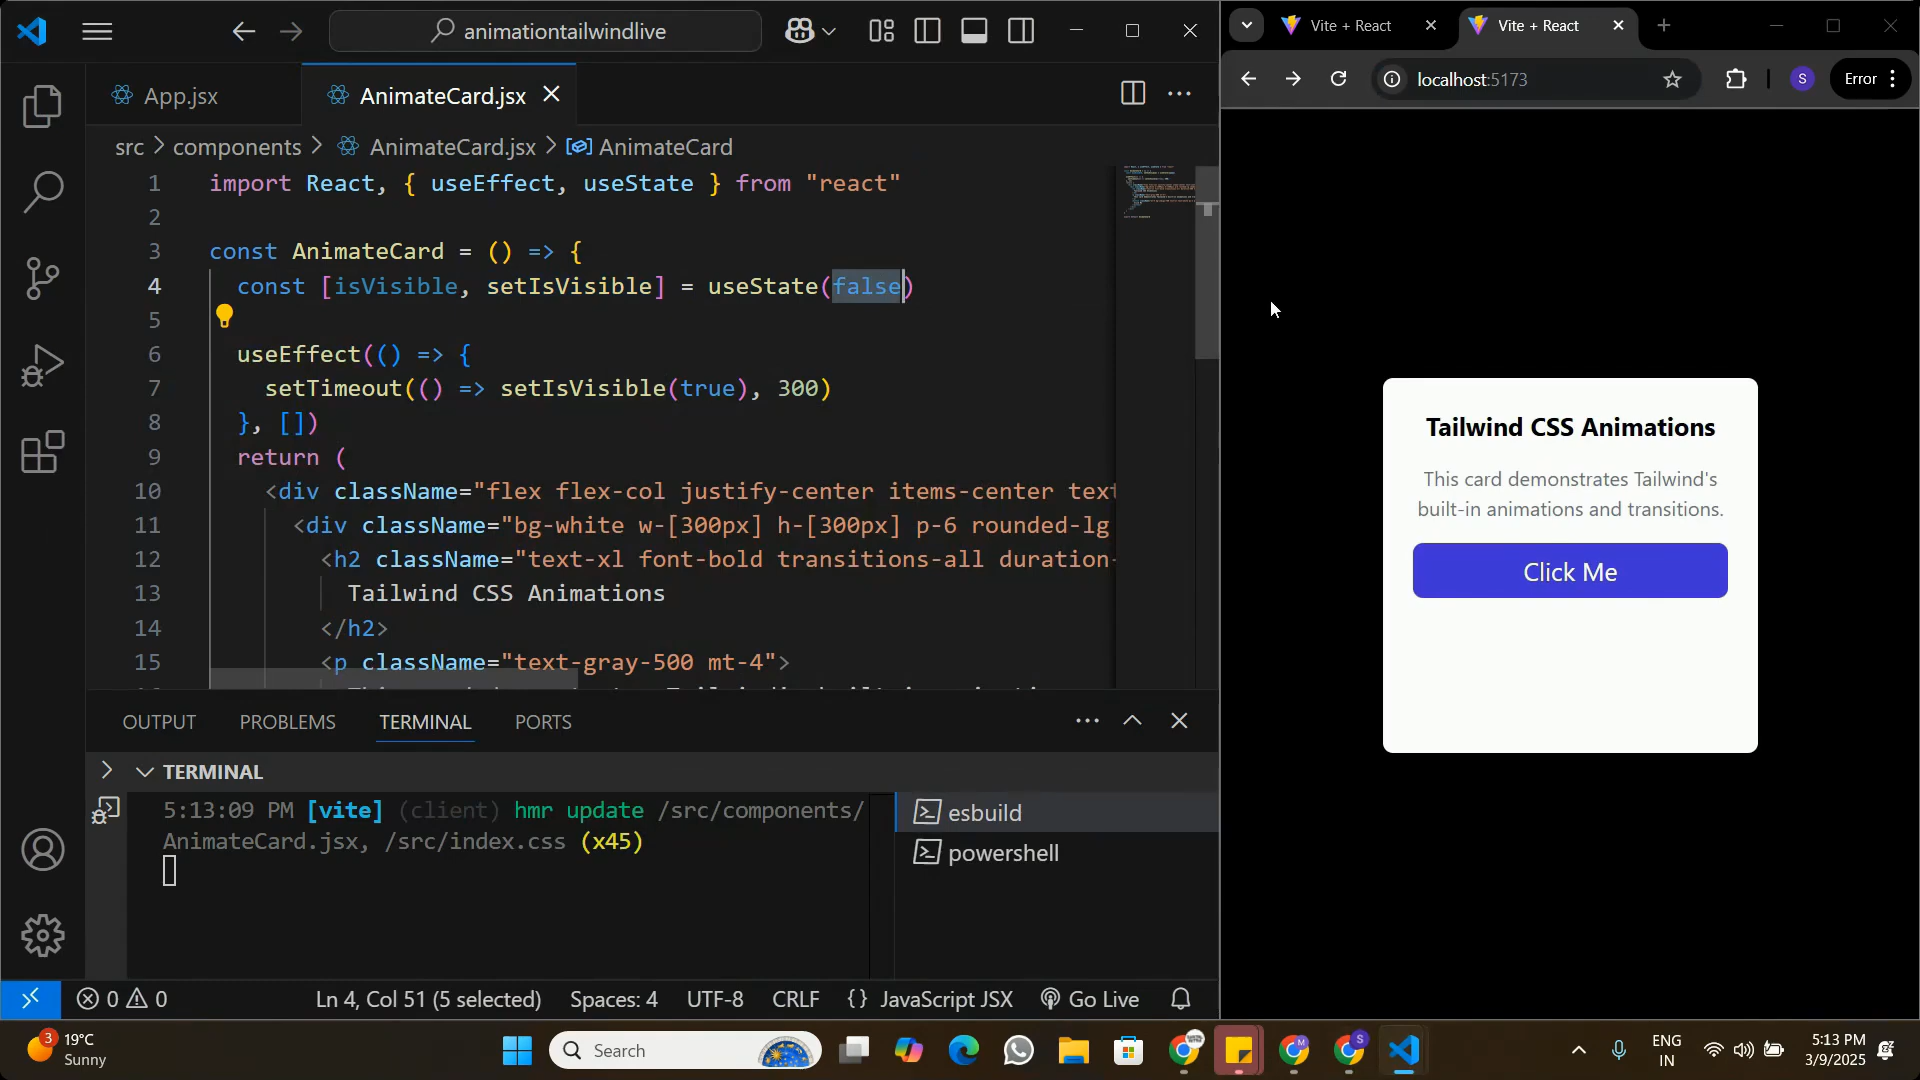 animationtailwindlive
App.jsx
AnimateCard.jsx
src > components > AnimateCard.jsx > AnimateCard
1 import React, { useEffect, useState } from "react"
2
3 const AnimateCard = () => {
4 const [isVisible, setIsVisible] = useState(false)
5
6 useEffect(() => {
7 setTimeout(() => setIsVisible(true), 300)
8 }, [])
9 return (
10 <div className="flex flex-col justify-center items-center text
11 <div className="bg-white w-[300px] h-[300px] p-6 rounded-lg
12 <h2 className="text-xl font-bold transitions-all duration-
13 Tailwind CSS Animations
14 </h2>
15 <p className="text-gray-500 mt-4">
OUTPUT PROBLEMS TERMINAL PORTS
TERMINAL
5:13:09 PM [vite] (client) hmr update /src/components/
AnimateCard.jsx, /src/index.css (x45)
esbuild
powershell
0 0 Ln 4, Col 51 (5 selected) Spaces: 4 UTF-8 CRLF {} JavaScript JSX Go Live
Vite + React
Vite + React
localhost:5173
S
Error
Tailwind CSS Animations
This card demonstrates Tailwind's
built-in animations and transitions.
Click Me
3
19°C
Sunny
Search
M
S
ENG
IN
5:13 PM
3/9/2025